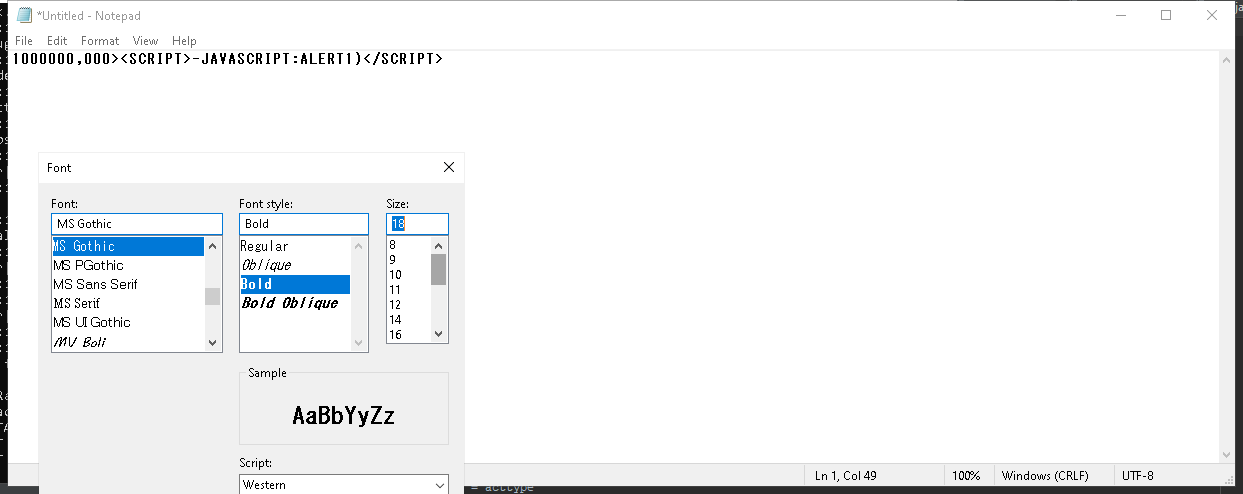 *Untitled - Notepad
File Edit Format View Help
1000000,000><SCRIPT>-JAVASCRIPT:ALERT1)</SCRIPT>
Font
Font: Font style: Size:
MS Gothic Bold 18
MS Gothic Regular 8
MS PGothic Oblique 9
MS Sans Serif Bold 10
MS Serif Bold Oblique 11
MS UI Gothic 12
MV Boli 14
16
Sample
AaBbYyZz
Script:
Western
Ln 1, Col 49 100% Windows (CRLF) UTF-8
= acctype